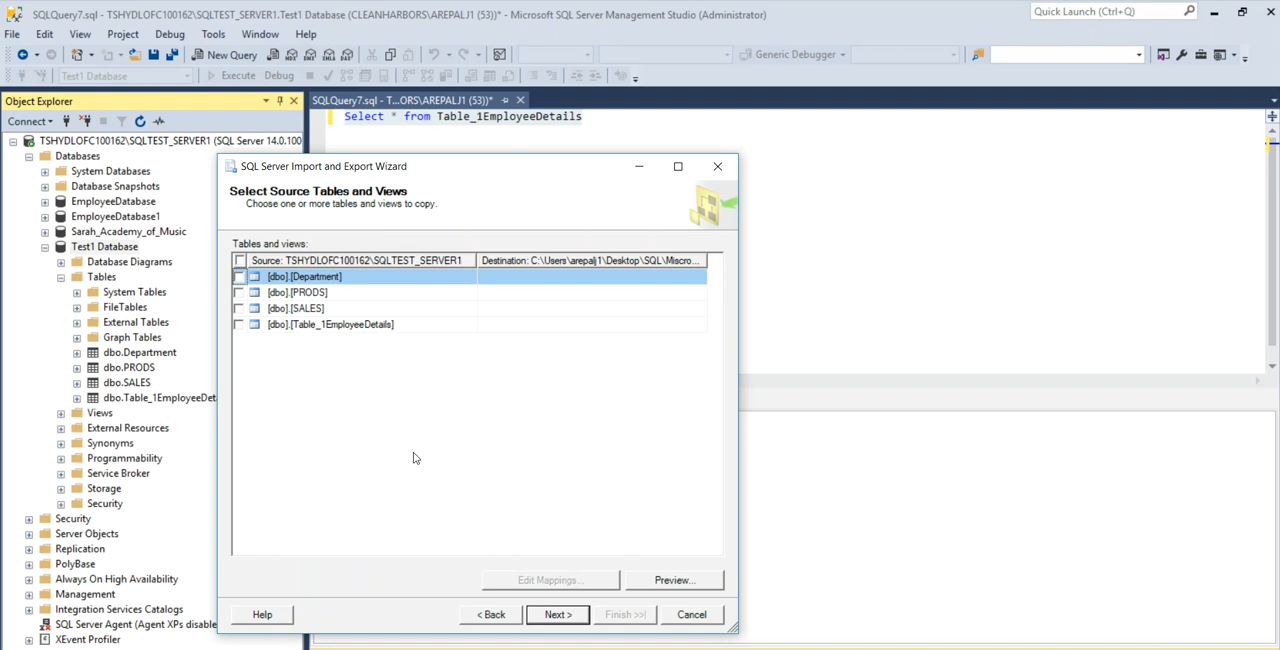 SQLQuery7.sql - TSHYDLOFC100162\SQLTEST_SERVER1.Test1 Database (CLEANHARBORS\AREPALJ1 (53))* - Microsoft SQL Server Management Studio (Administrator)
Quick Launch (Ctrl+Q)
File Edit View Project Debug Tools Window Help
New Query
Generic Debugger
Test1 Database
Execute Debug
Object Explorer
SQLQuery7.sql - T...ORS\AREPALJ1 (53))*
Connect
Select * from Table_1EmployeeDetails
TSHYDLOFC100162\SQLTEST_SERVER1 (SQL Server 14.0.100
Databases
System Databases
Database Snapshots
EmployeeDatabase
EmployeeDatabase1
Sarah_Academy_of_Music
Test1 Database
Database Diagrams
Tables
System Tables
FileTables
External Tables
Graph Tables
dbo.Department
dbo.PRODS
dbo.SALES
dbo.Table_1EmployeeDet
Views
External Resources
Synonyms
Programmability
Service Broker
Storage
Security
Security
Server Objects
Replication
PolyBase
Always On High Availability
Management
Integration Services Catalogs
SQL Server Agent (Agent XPs disable
XEvent Profiler
SQL Server Import and Export Wizard
Select Source Tables and Views
Choose one or more tables and views to copy.
Tables and views:
Source: TSHYDLOFC100162\SQLTEST_SERVER1
Destination: C:\Users\arepalj1\Desktop\SQL\Miscro...
[dbo].[Department]
[dbo].[PRODS]
[dbo].[SALES]
[dbo].[Table_1EmployeeDetails]
Edit Mappings...
Preview...
Help
< Back
Next >
Finish >>|
Cancel